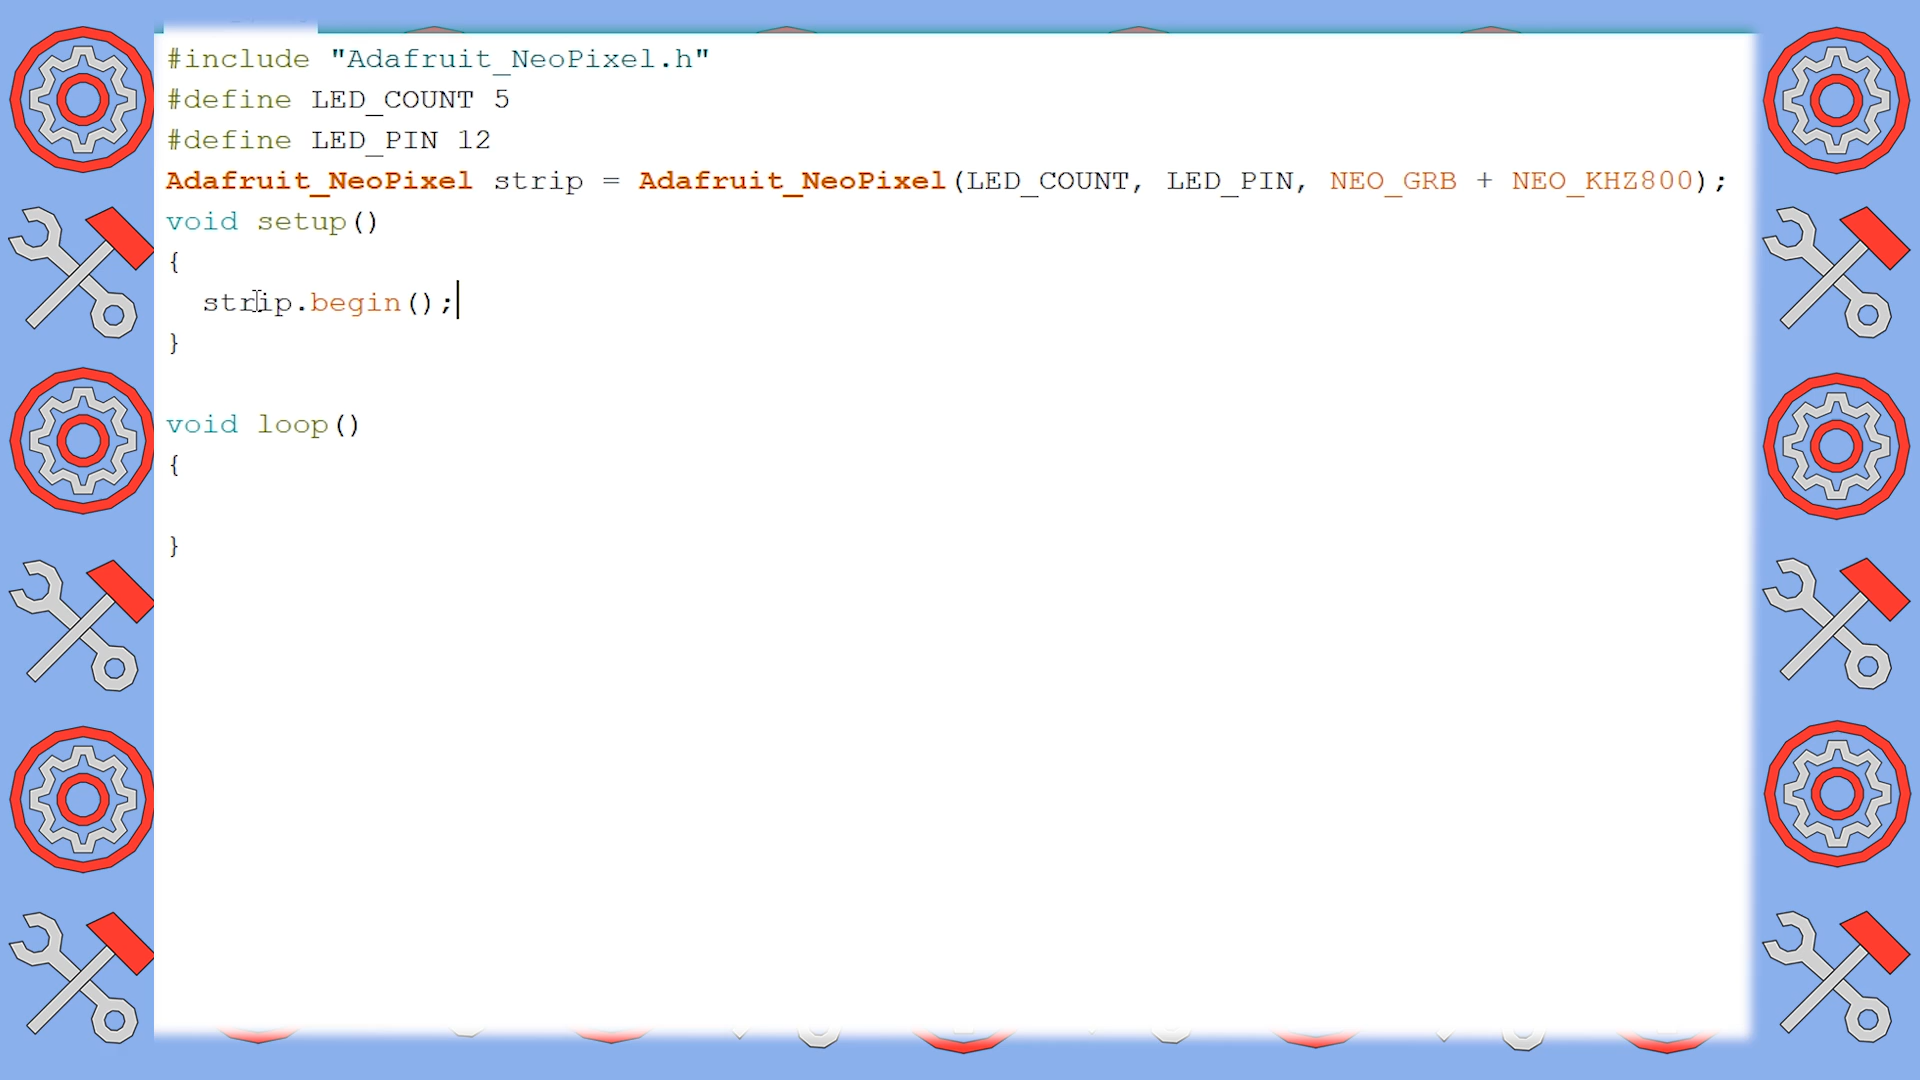 #include "Adafruit_NeoPixel.h"
#define LED_COUNT 5
#define LED_PIN 12
Adafruit_NeoPixel strip = Adafruit_NeoPixel(LED_COUNT, LED_PIN, NEO_GRB + NEO_KHZ800);
void setup()
{
  strip.begin();
}
void loop()
{
}